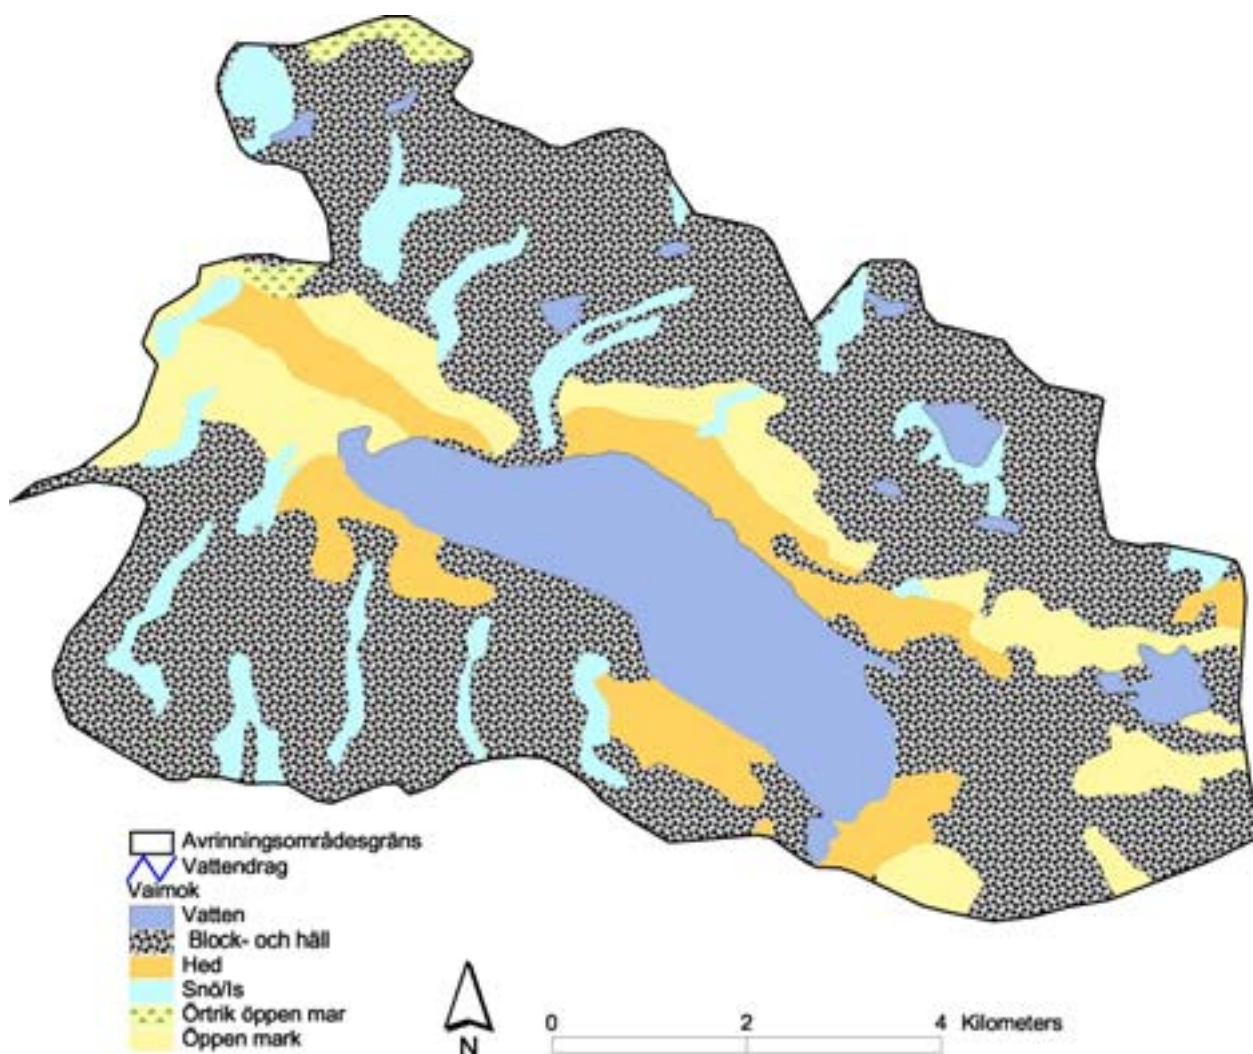 Avrinningsområdesgräns
Vattendrag
Vaimok
Vatten
Block- och häll
Hed
Snö/Is
Örtrik öppen mar
Öppen mark
N
0 2 4 Kilometers